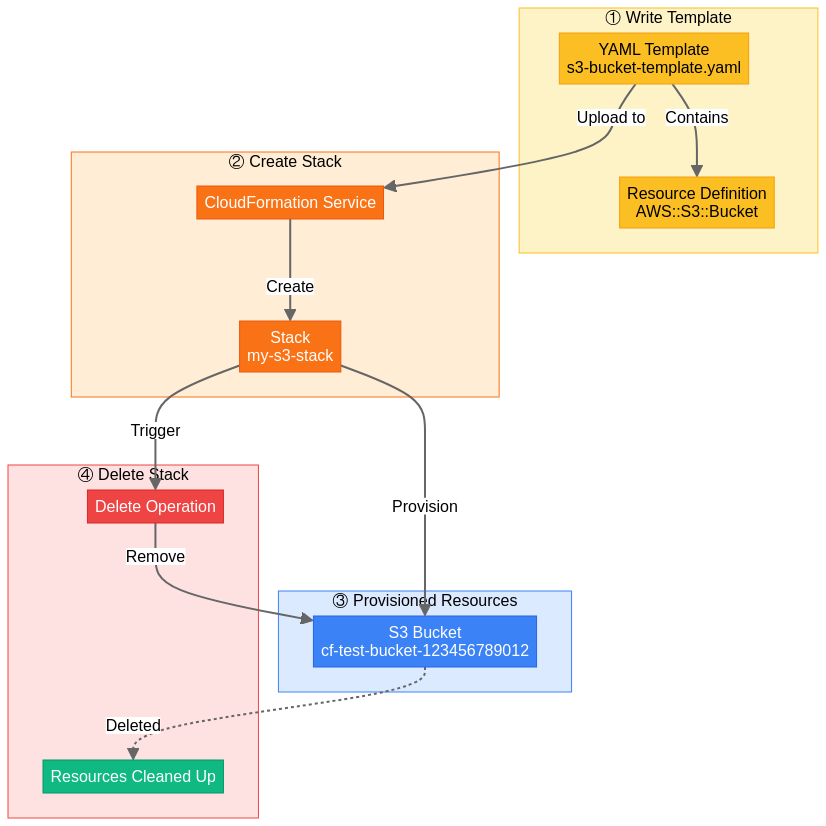 ① Write Template
YAML Template
s3-bucket-template.yaml
Upload to
Contains
Resource Definition
AWS::S3::Bucket
② Create Stack
CloudFormation Service
Create
Stack
my-s3-stack
Trigger
Provision
④ Delete Stack
Delete Operation
Remove
③ Provisioned Resources
S3 Bucket
cf-test-bucket-123456789012
Deleted
Resources Cleaned Up